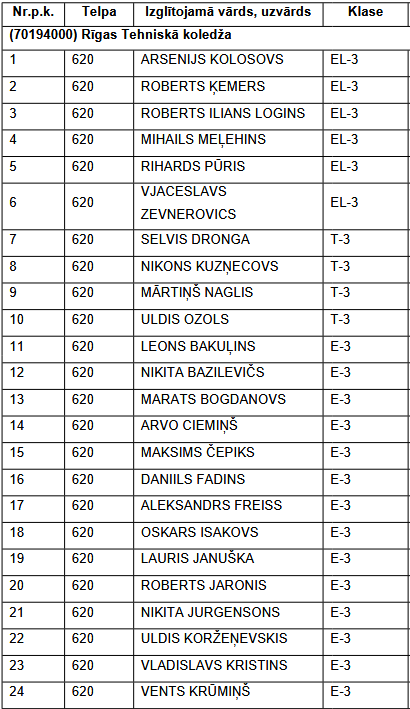 Nr.p.k. Telpa Izglītojamā vārds, uzvārds Klase
(70194000) Rīgas Tehniskā koledža
1 620 ARSENIJS KOLOSOVS EL-3
2 620 ROBERTS ĶEMERS EL-3
3 620 ROBERTS ILIANS LOGINS EL-3
4 620 MIHAILS MEĻEHINS EL-3
5 620 RIHARDS PŪRIS EL-3
6 620 VJACESLAVS
ZEVNEROVICS EL-3
7 620 SELVIS DRONGA T-3
8 620 NIKONS KUZŅECOVS T-3
9 620 MĀRTIŅŠ NAGLIS T-3
10 620 ULDIS OZOLS T-3
11 620 LEONS BAKUĻINS E-3
12 620 NIKITA BAZILEVIČS E-3
13 620 MARATS BOGDANOVS E-3
14 620 ARVO CIEMIŅŠ E-3
15 620 MAKSIMS ČEPIKS E-3
16 620 DANIILS FADINS E-3
17 620 ALEKSANDRS FREISS E-3
18 620 OSKARS ISAKOVS E-3
19 620 LAURIS JANUŠKA E-3
20 620 ROBERTS JARONIS E-3
21 620 NIKITA JURGENSONS E-3
22 620 ULDIS KORŽEŅEVSKIS E-3
23 620 VLADISLAVS KRISTINS E-3
24 620 VENTS KRŪMIŅŠ E-3